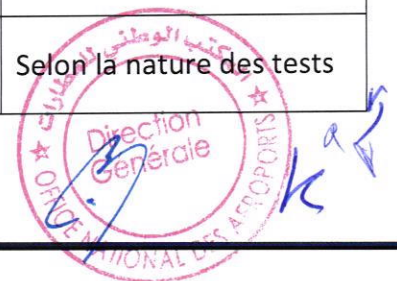 Selon la nature des tests
المكتب الوطني للمطارات
Direction
Générale
OFFICE NATIONAL DES AEROPORTS